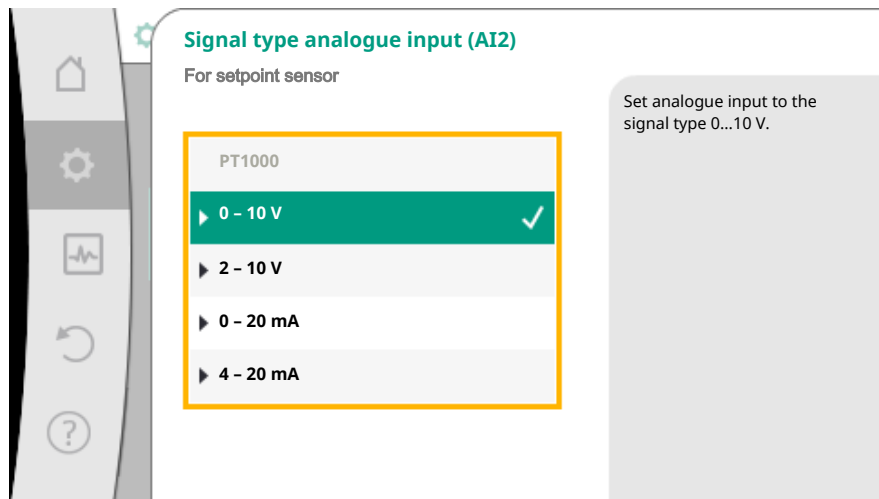 Signal type analogue input (AI2)
For setpoint sensor
PT1000
0 – 10 V
2 – 10 V
0 – 20 mA
4 – 20 mA
Set analogue input to the
signal type 0...10 V.
?